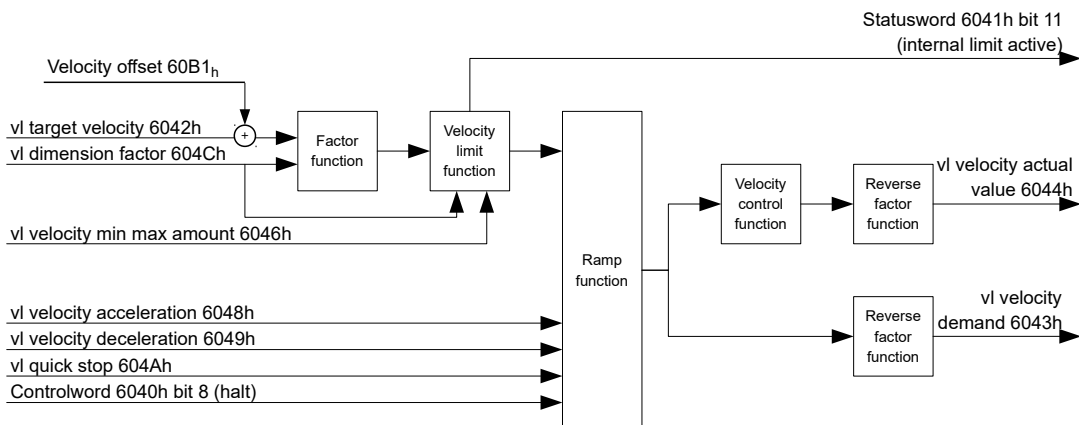 Statusword 6041h bit 11
(internal limit active)
Velocity offset 60B1h
vl target velocity 6042h
+
vl dimension factor 604Ch
Factor
function
Velocity
limit
function
vl velocity min max amount 6046h
Ramp
function
Velocity
control
function
Reverse
factor
function
vl velocity actual
value 6044h
vl velocity acceleration 6048h
vl velocity deceleration 6049h
vl quick stop 604Ah
Controlword 6040h bit 8 (halt)
Reverse
factor
function
vl velocity
demand 6043h